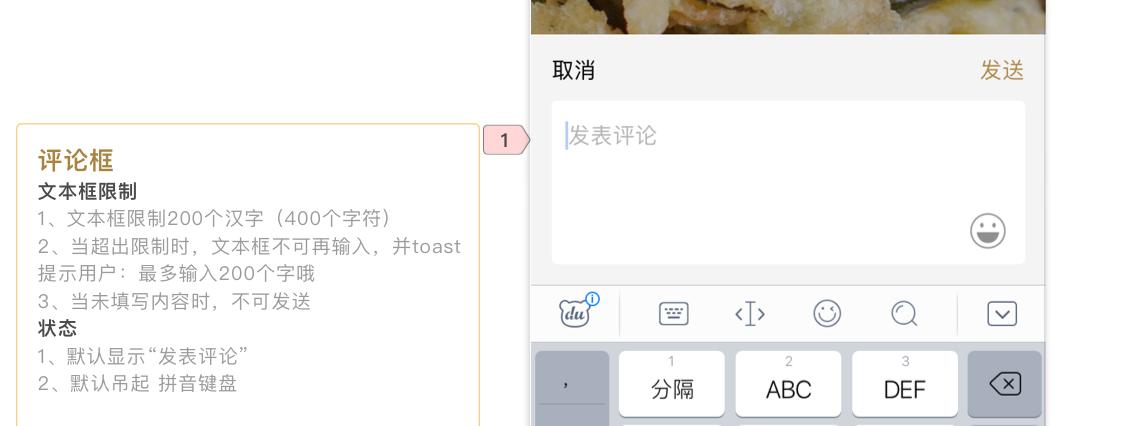 取消
发送
1
发表评论
评论框
文本框限制
1、文本框限制200个汉字（400个字符）
2、当超出限制时，文本框不可再输入，并toast
提示用户：最多输入200个字哦
3、当未填写内容时，不可发送
状态
1、默认显示“发表评论”
2、默认吊起 拼音键盘
du
i
1
2
3
，
分隔
ABC
DEF